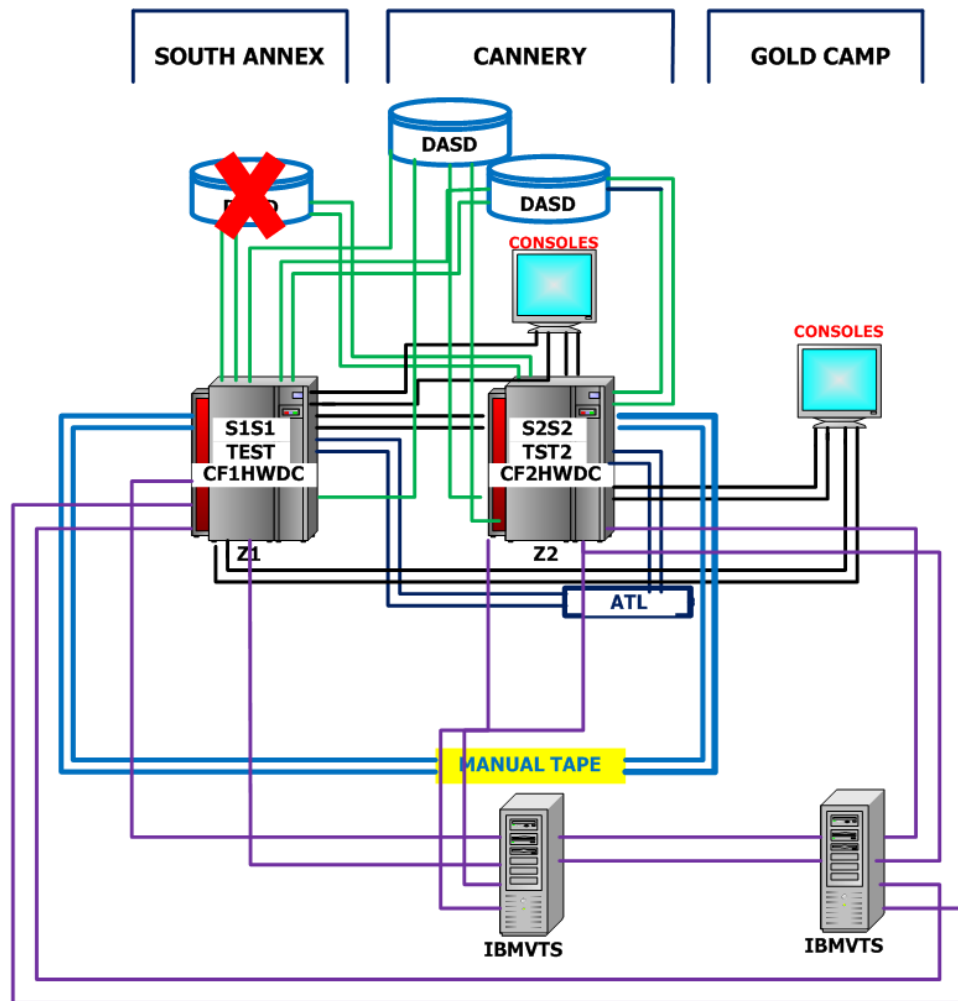 SOUTH ANNEX
CANNERY
GOLD CAMP
DASD
DASD
CONSOLES
CONSOLES
S1S1
TEST
CF1HWDC
Z1
S2S2
TST2
CF2HWDC
Z2
ATL
MANUAL TAPE
IBMVTS
IBMVTS